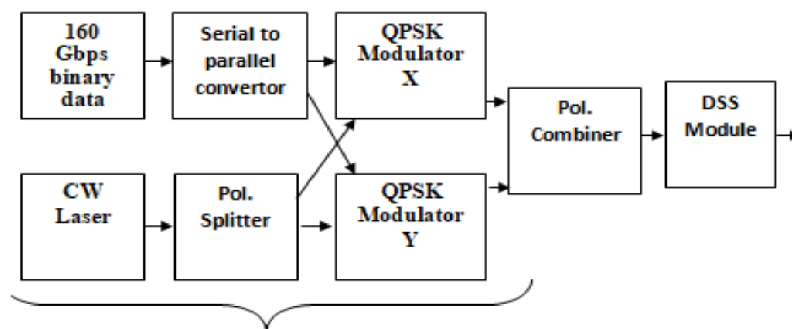 160
Gbps
binary
data
Serial to
parallel
convertor
QPSK
Modulator
X
Pol.
Combiner
DSS
Module
CW
Laser
Pol.
Splitter
QPSK
Modulator
Y